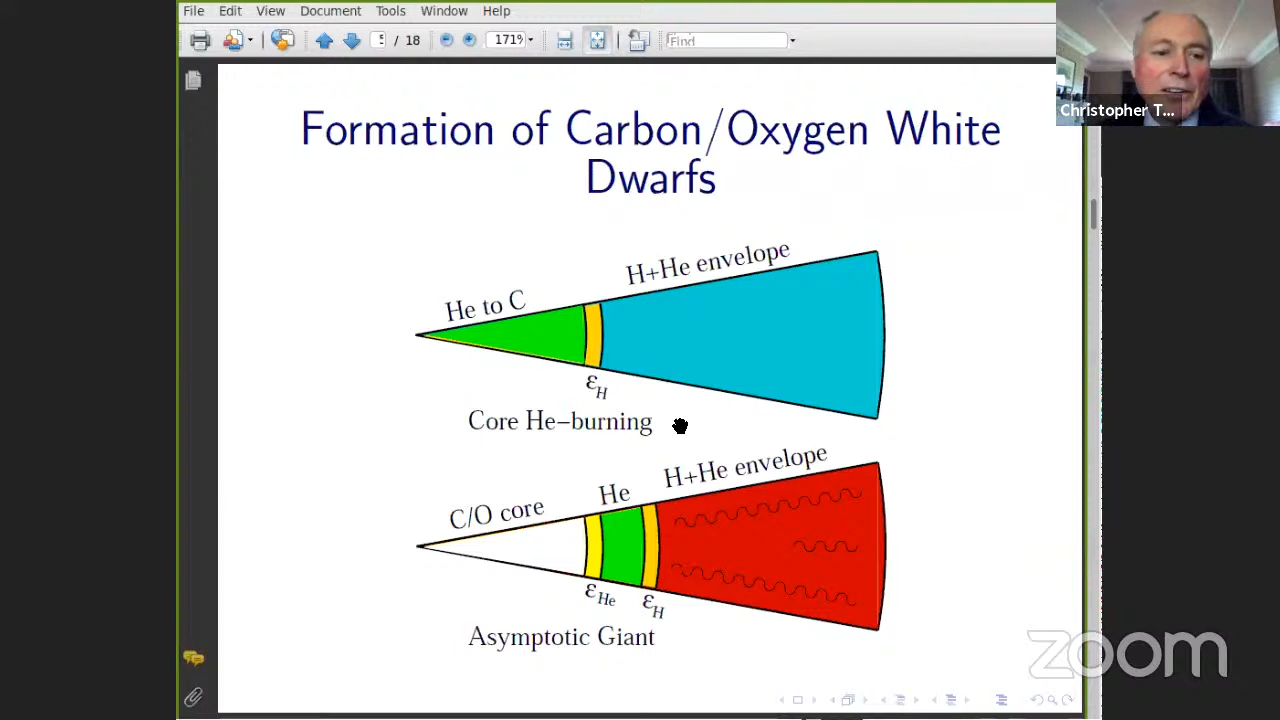 File Edit View Document Tools Window Help
5 / 18 171% Find
Christopher T...
Formation of Carbon/Oxygen White
Dwarfs
H+He envelope
He to C
εH
Core He–burning
H+He envelope
He
C/O core
εHe
εH
Asymptotic Giant
zoom